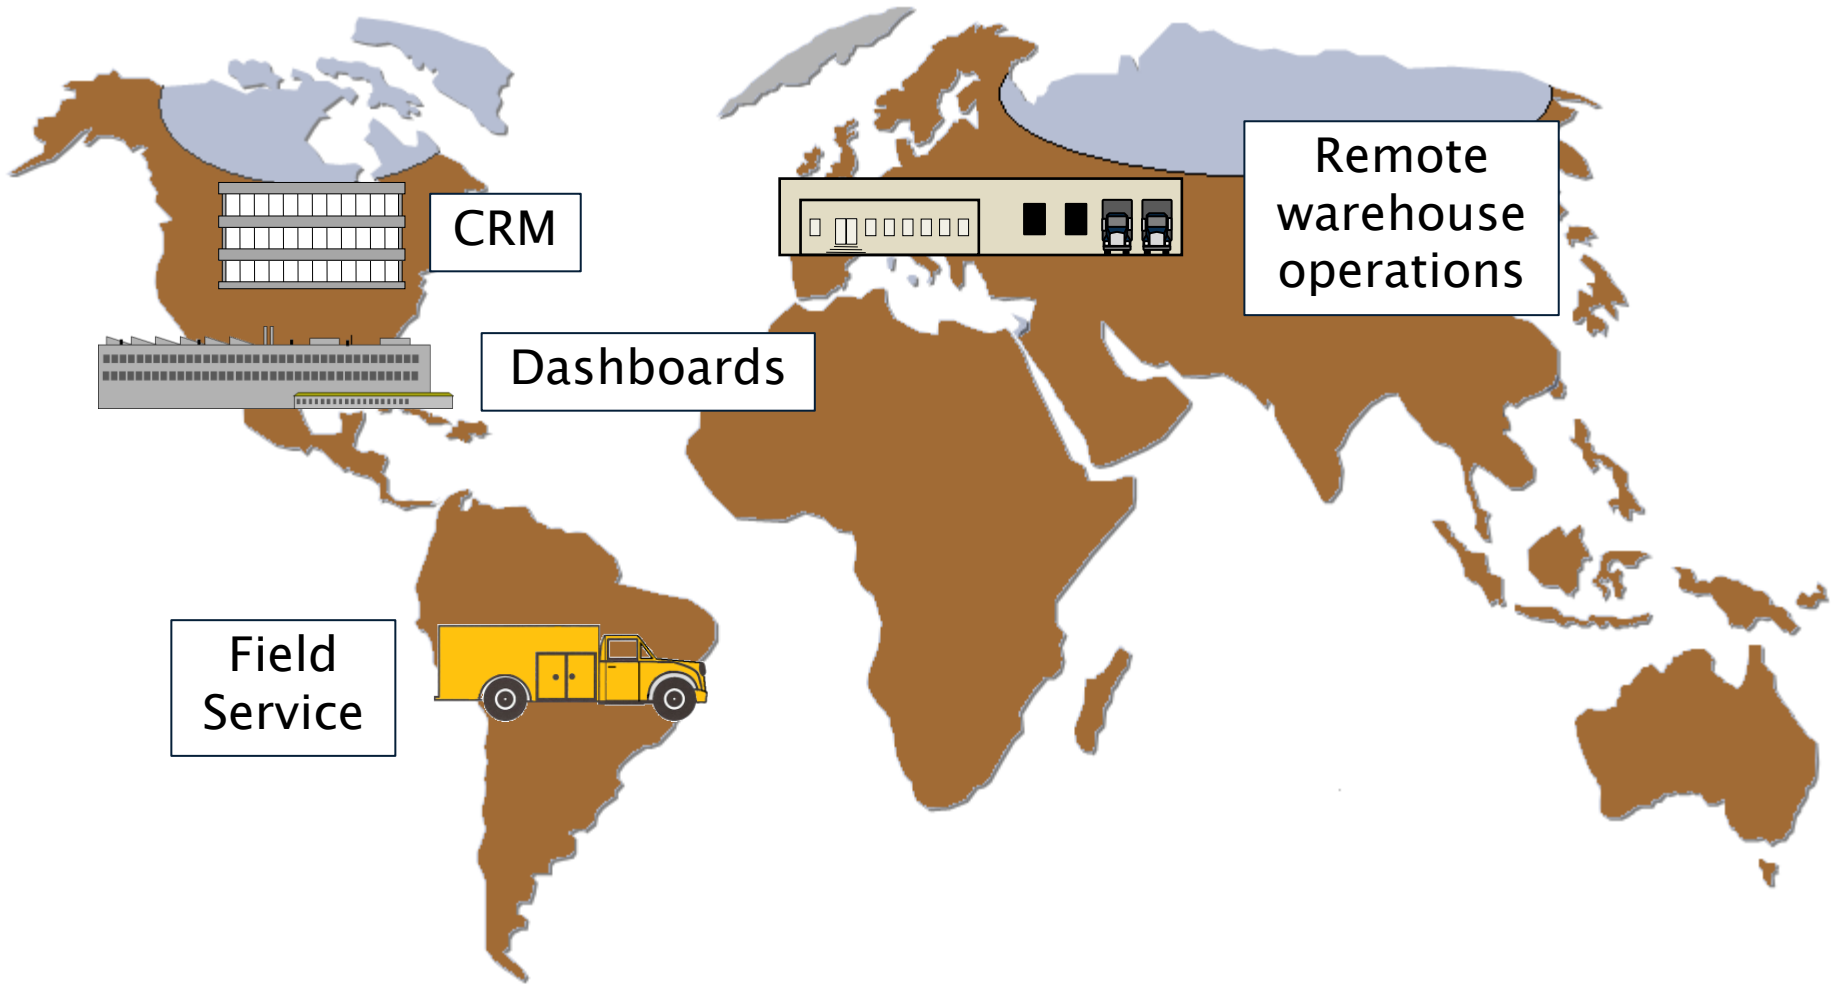 CRM
Remote
warehouse
operations
Dashboards
Field
Service